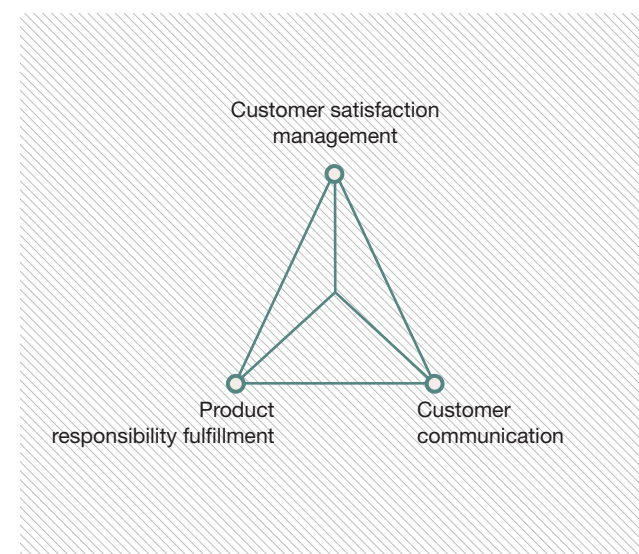 Customer satisfaction
management
Product
responsibility fulfillment
Customer
communication